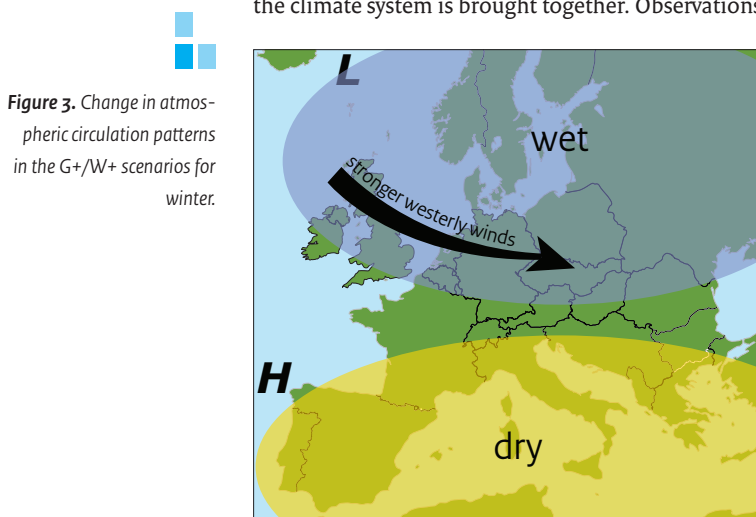 the climate system is brought together. Observations
Figure 3. Change in atmos-
pheric circulation patterns
in the G+/W+ scenarios for
winter.
L
wet
stronger westerly winds
H
dry